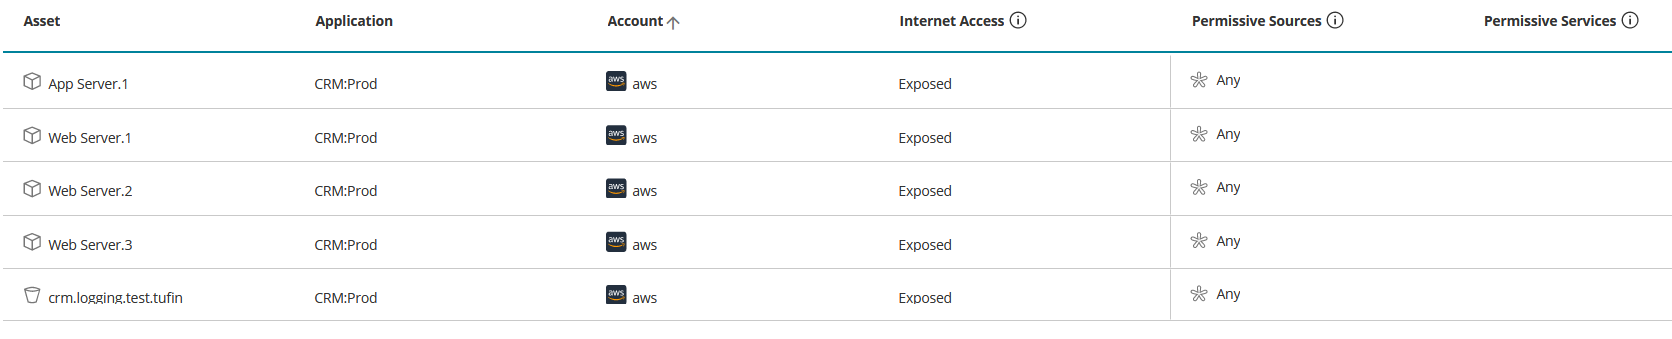 Asset Application Account Internet Access Permissive Sources Permissive Services
App Server.1 CRM:Prod aws aws Exposed Any
Web Server.1 CRM:Prod aws aws Exposed Any
Web Server.2 CRM:Prod aws aws Exposed Any
Web Server.3 CRM:Prod aws aws Exposed Any
crm.logging.test.tufin CRM:Prod aws aws Exposed Any